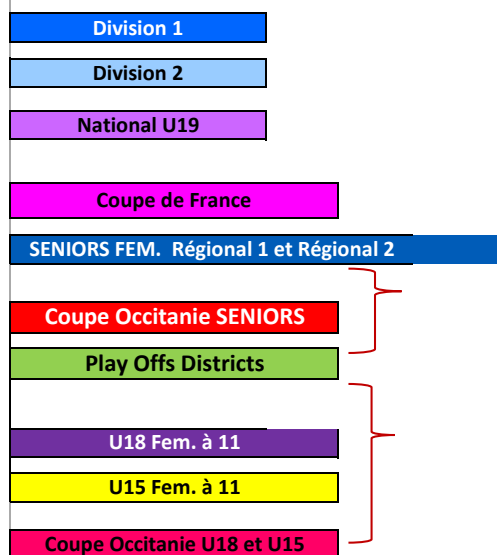 Division 1
Division 2
National U19
Coupe de France
SENIORS FEM. Régional 1 et Régional 2
Coupe Occitanie SENIORS
Play Offs Districts
U18 Fem. à 11
U15 Fem. à 11
Coupe Occitanie U18 et U15